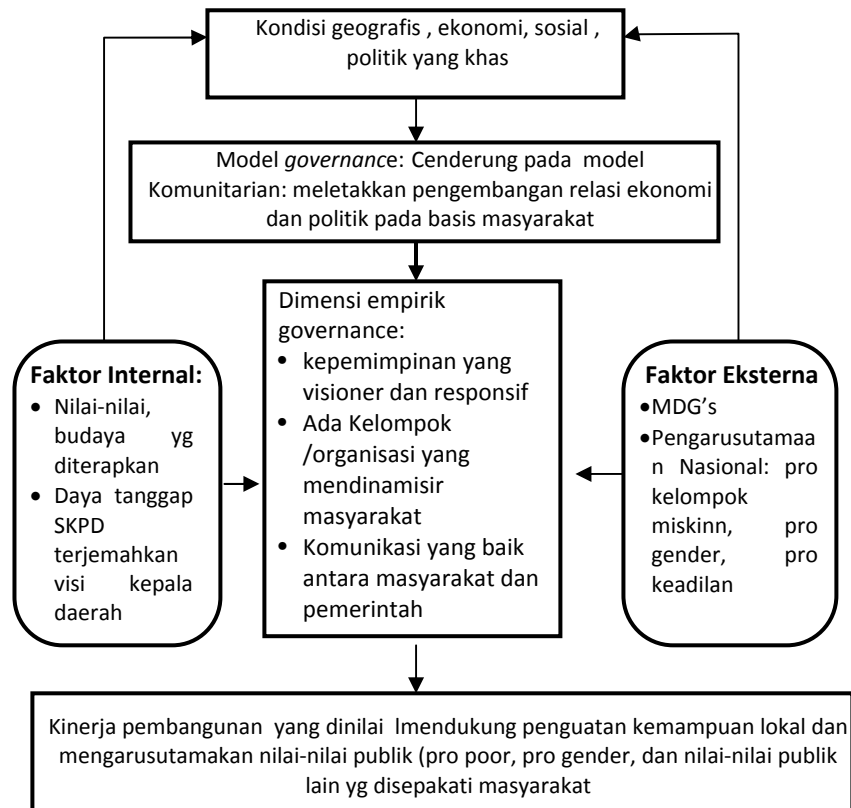 Kondisi geografis , ekonomi, sosial ,
politik yang khas
Model governance: Cenderung pada model
Komunitarian: meletakkan pengembangan relasi ekonomi
dan politik pada basis masyarakat
Dimensi empirik
governance:
• kepemimpinan yang
visioner dan responsif
• Ada Kelompok
/organisasi yang
mendinamisir
masyarakat
• Komunikasi yang baik
antara masyarakat dan
pemerintah
Faktor Internal:
• Nilai-nilai,
budaya yg
diterapkan
• Daya tanggap
SKPD
terjemahkan
visi kepala
daerah
Faktor Eksterna
•MDG’s
•Pengarusutamaa
n Nasional: pro
kelompok
miskinn, pro
gender, pro
keadilan
Kinerja pembangunan yang dinilai lmendukung penguatan kemampuan lokal dan
mengarusutamakan nilai-nilai publik (pro poor, pro gender, dan nilai-nilai publik
lain yg disepakati masyarakat